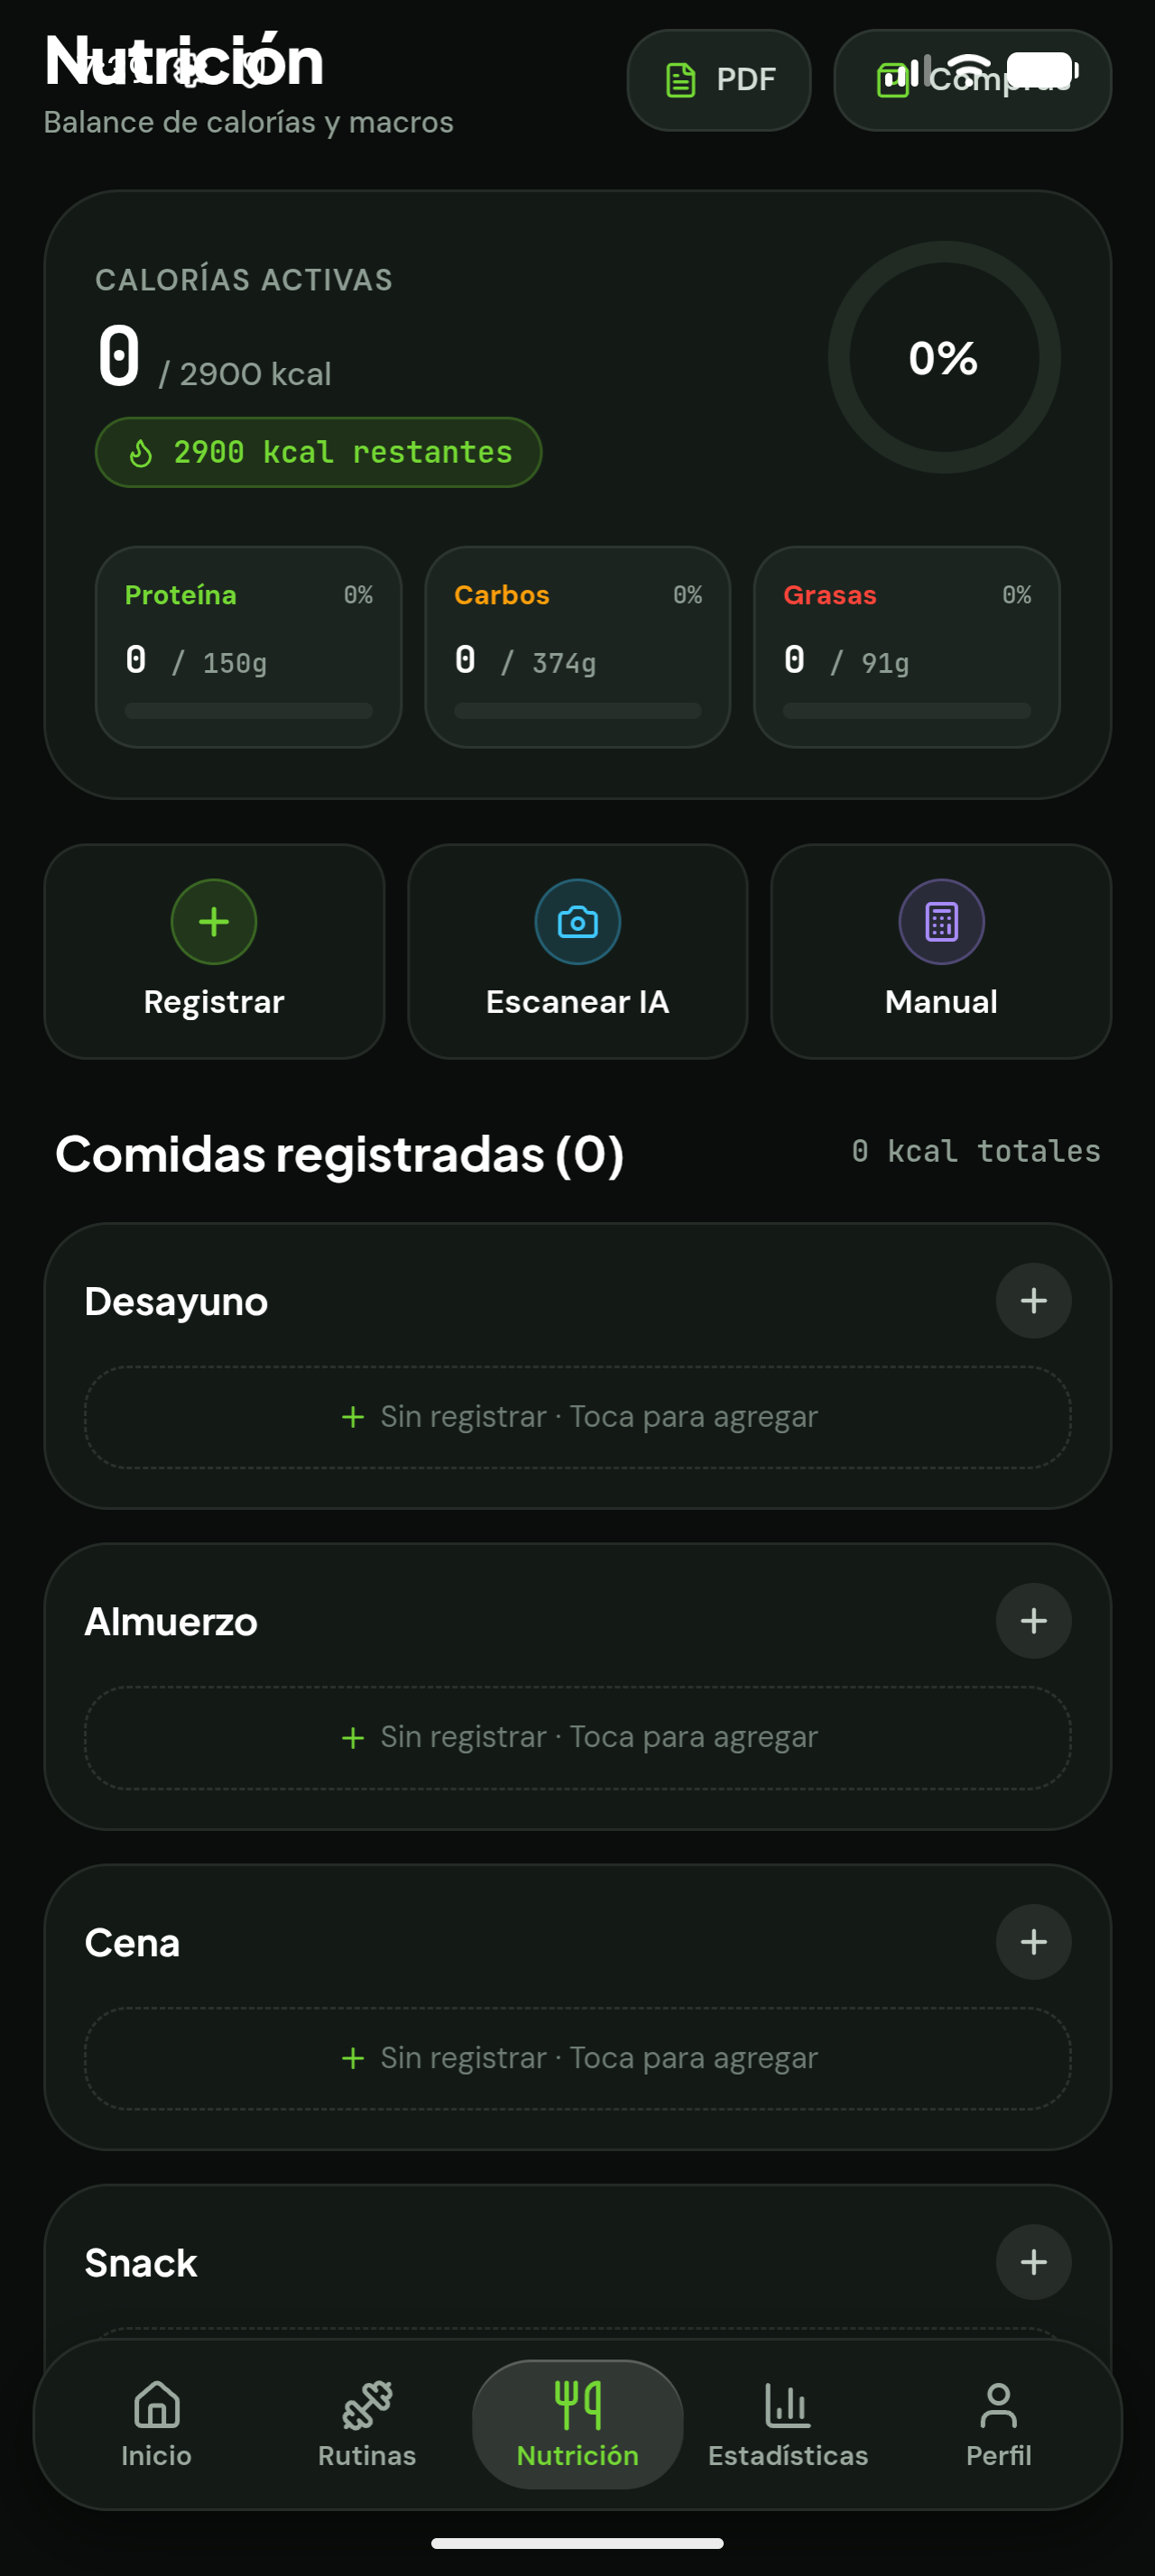 Nutrición
PDF
Compras
Balance de calorías y macros
CALORÍAS ACTIVAS
0 / 2900 kcal
0%
2900 kcal restantes
Proteína 0%
0 / 150g
Carbos 0%
0 / 374g
Grasas 0%
0 / 91g
Registrar
Escanear IA
Manual
Comidas registradas (0)
0 kcal totales
Desayuno
Sin registrar · Toca para agregar
Almuerzo
Sin registrar · Toca para agregar
Cena
Sin registrar · Toca para agregar
Snack
Inicio
Rutinas
Nutrición
Estadísticas
Perfil